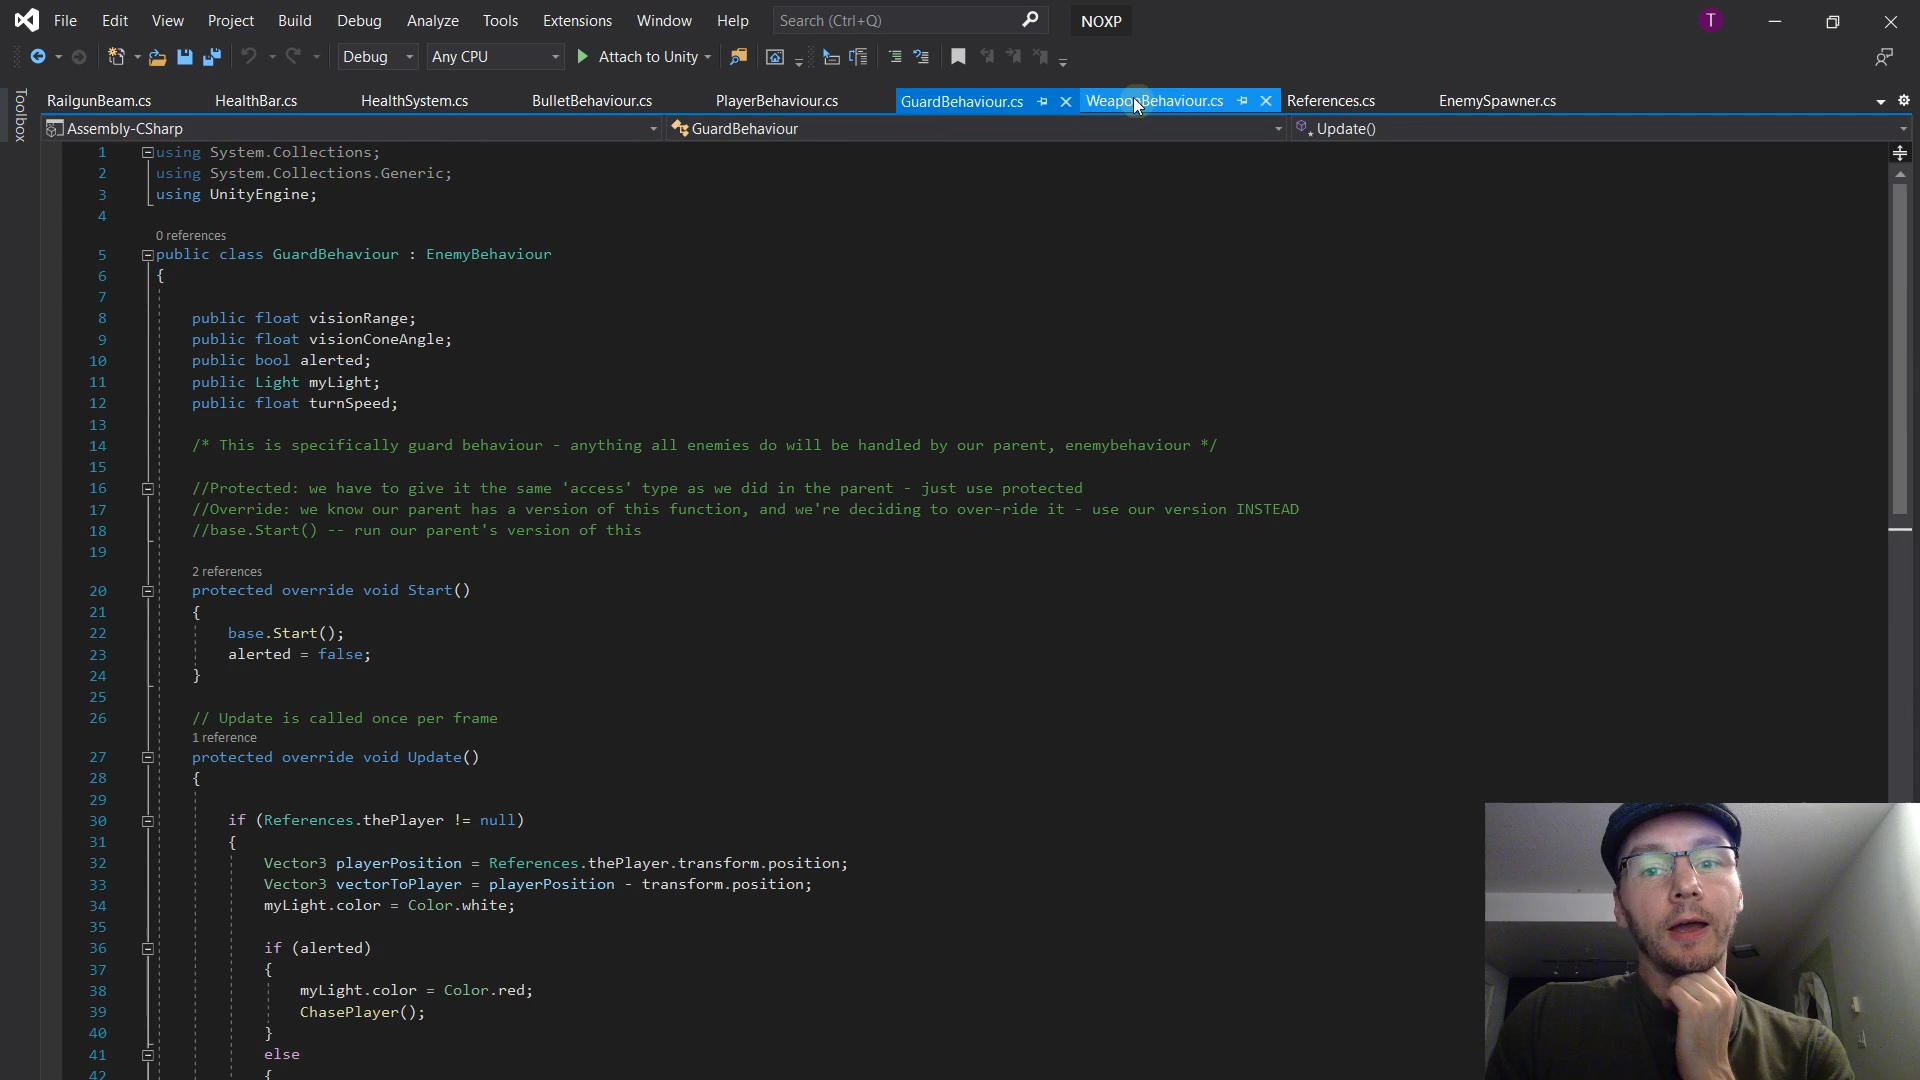 File Edit View Project Build Debug Analyze Tools Extensions Window Help Search (Ctrl+Q) NOXP T
Debug Any CPU Attach to Unity
Toolbox
RailgunBeam.cs HealthBar.cs HealthSystem.cs BulletBehaviour.cs PlayerBehaviour.cs GuardBehaviour.cs WeaponBehaviour.cs References.cs EnemySpawner.cs
Assembly-CSharp GuardBehaviour Update()
1 using System.Collections;
2 using System.Collections.Generic;
3 using UnityEngine;
4
0 references
5 public class GuardBehaviour : EnemyBehaviour
6 {
7
8 public float visionRange;
9 public float visionConeAngle;
10 public bool alerted;
11 public Light myLight;
12 public float turnSpeed;
13
14 /* This is specifically guard behaviour - anything all enemies do will be handled by our parent, enemybehaviour */
15
16 //Protected: we have to give it the same 'access' type as we did in the parent - just use protected
17 //Override: we know our parent has a version of this function, and we're deciding to over-ride it - use our version INSTEAD
18 //base.Start() -- run our parent's version of this
19
2 references
20 protected override void Start()
21 {
22 base.Start();
23 alerted = false;
24 }
25
26 // Update is called once per frame
1 reference
27 protected override void Update()
28 {
29
30 if (References.thePlayer != null)
31 {
32 Vector3 playerPosition = References.thePlayer.transform.position;
33 Vector3 vectorToPlayer = playerPosition - transform.position;
34 myLight.color = Color.white;
35
36 if (alerted)
37 {
38 myLight.color = Color.red;
39 ChasePlayer();
40 }
41 else
42 {